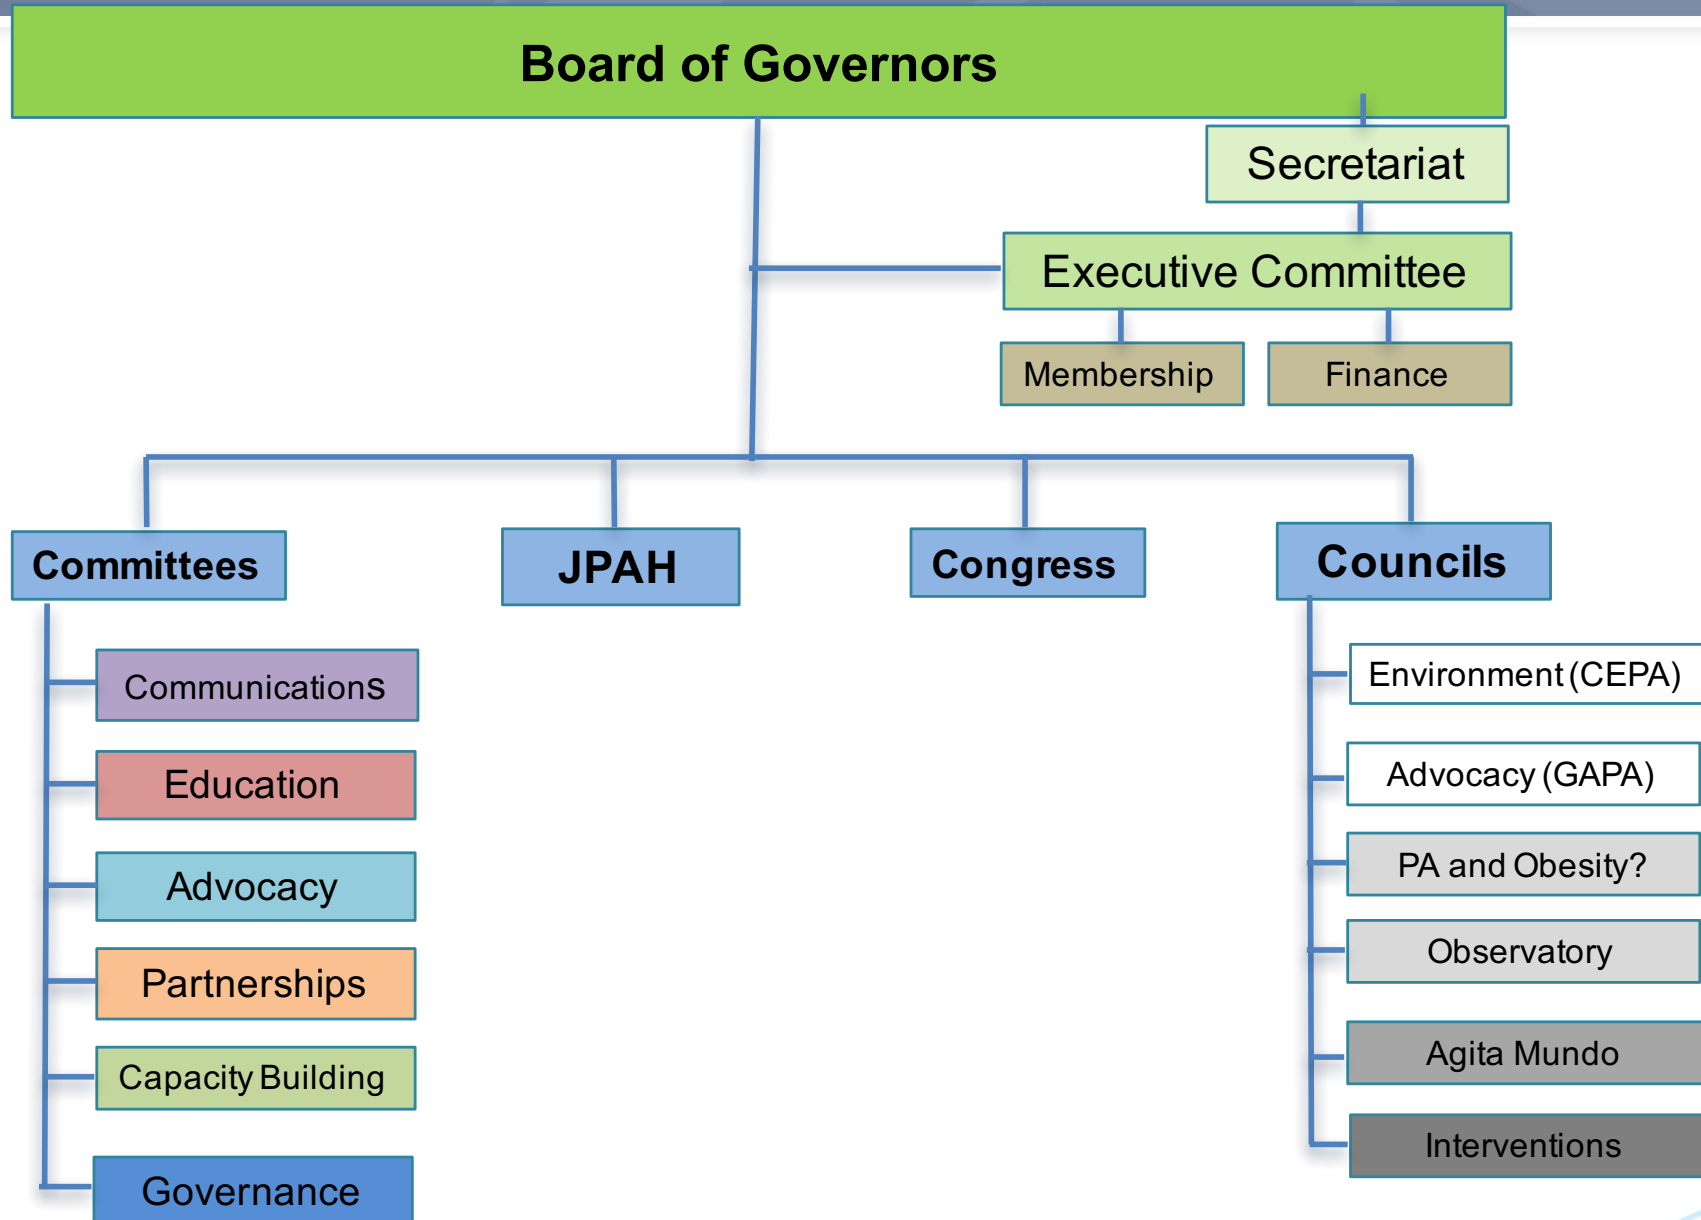 Board of Governors
Secretariat
Executive Committee
Membership
Finance
Committees
JPAH
Congress
Councils
Communications
Education
Advocacy
Partnerships
Capacity Building
Governance
Environment (CEPA)
Advocacy (GAPA)
PA and Obesity?
Observatory
Agita Mundo
Interventions